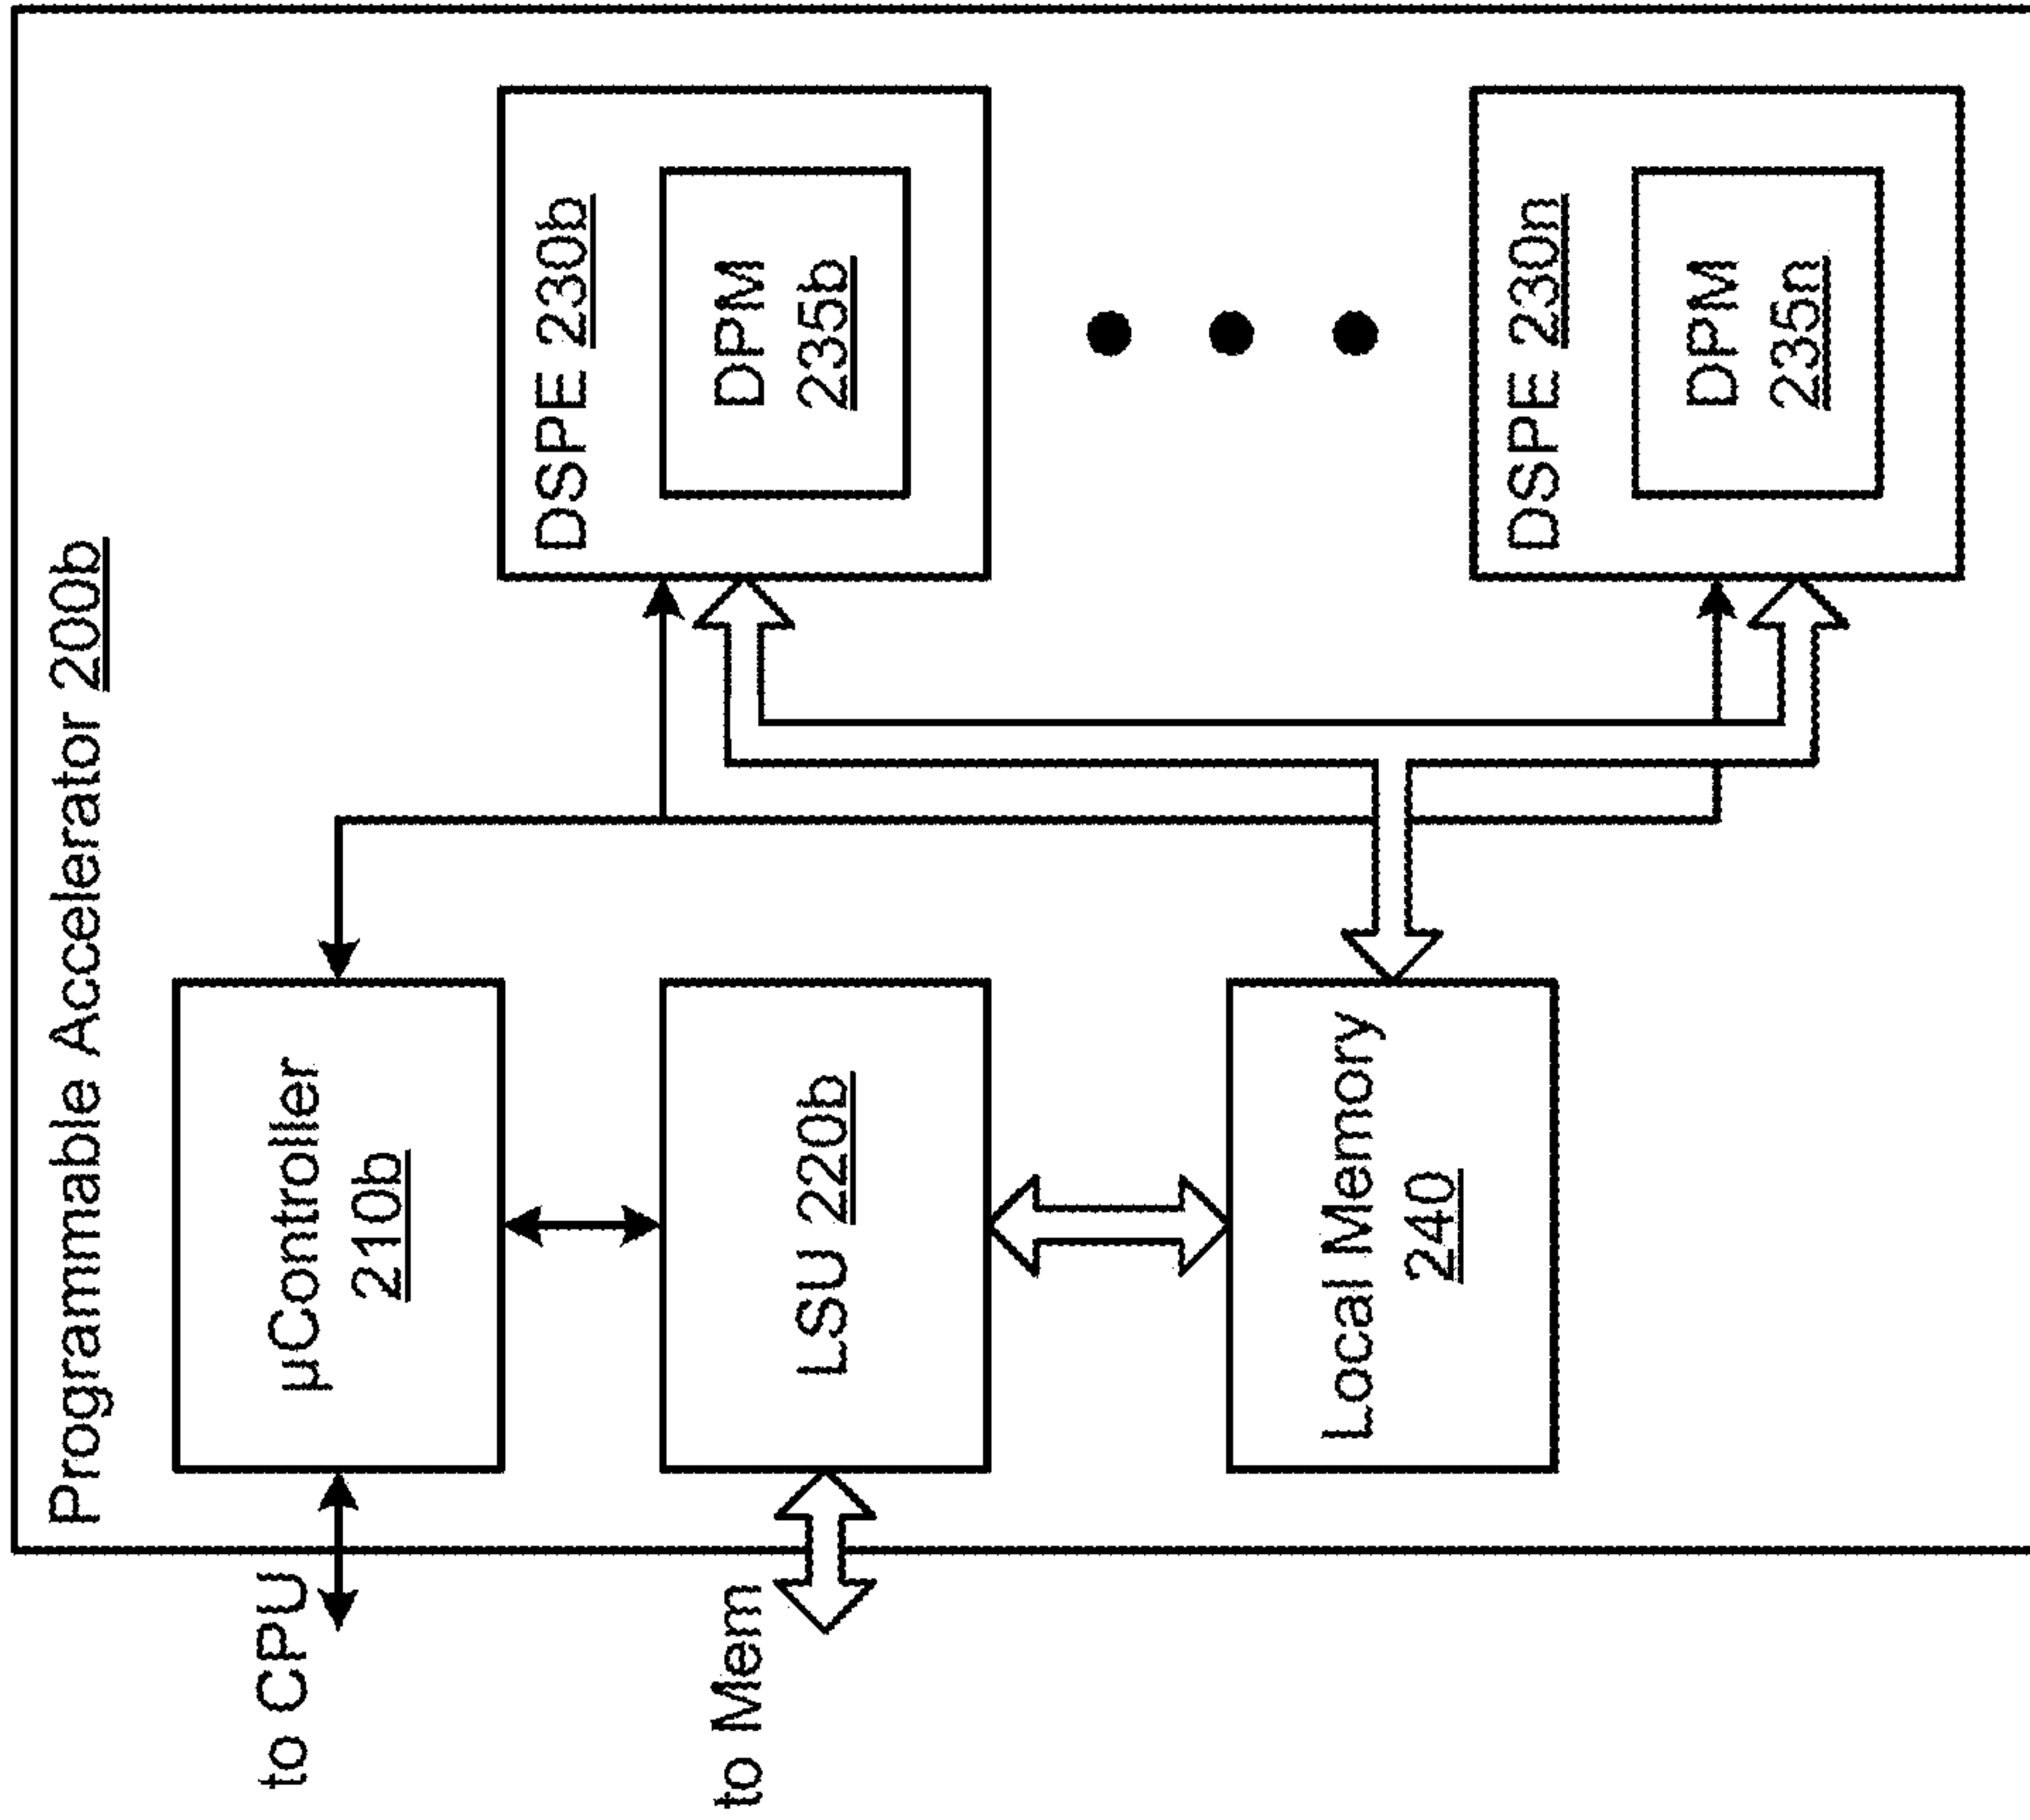 Programmable Accelerator 200b
to CPU
µController
210b
to Mem
LSU 220b
Local Memory
240
DSPE 230b
DPM
235b
DSPE 230n
DPM
235n